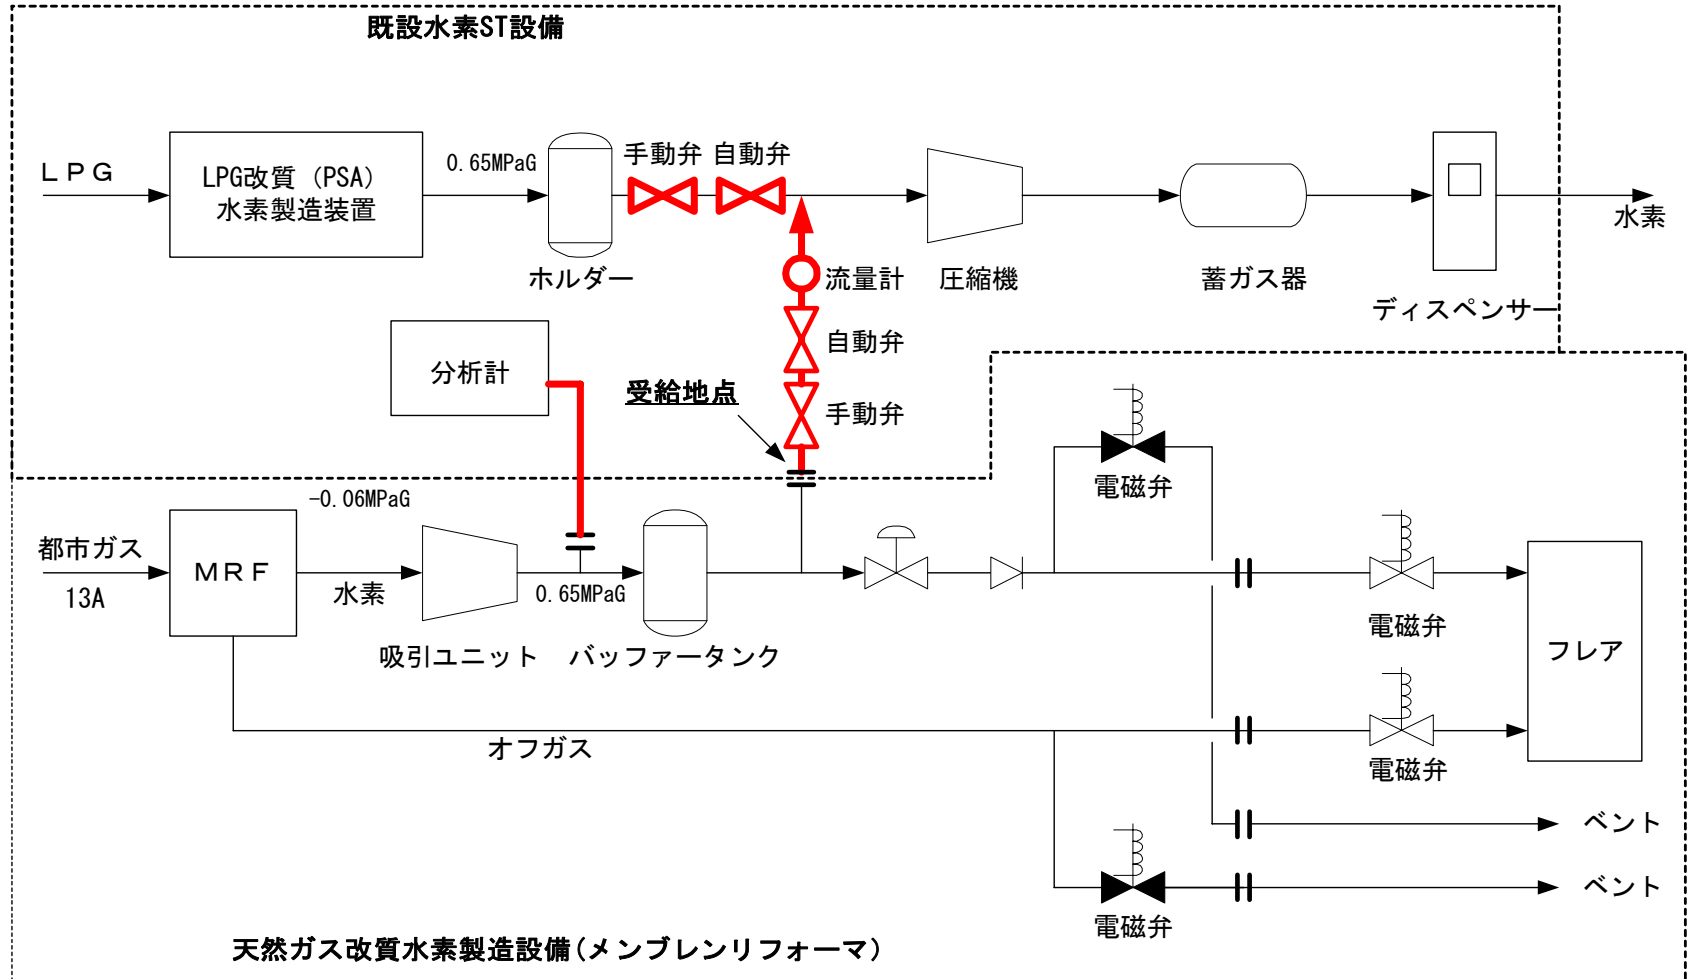 既設水素ST設備
LPG
LPG改質（PSA）
水素製造装置
0.65MPaG
ホルダー
手動弁
自動弁
流量計
自動弁
手動弁
圧縮機
蓄ガス器
ディスペンサー
水素
分析計
受給地点
電磁弁
-0.06MPaG
都市ガス
13A
MRF
水素
吸引ユニット
0.65MPaG
バッファータンク
電磁弁
フレア
オフガス
電磁弁
ベント
ベント
電磁弁
天然ガス改質水素製造設備(メンブレンリフォーマ)